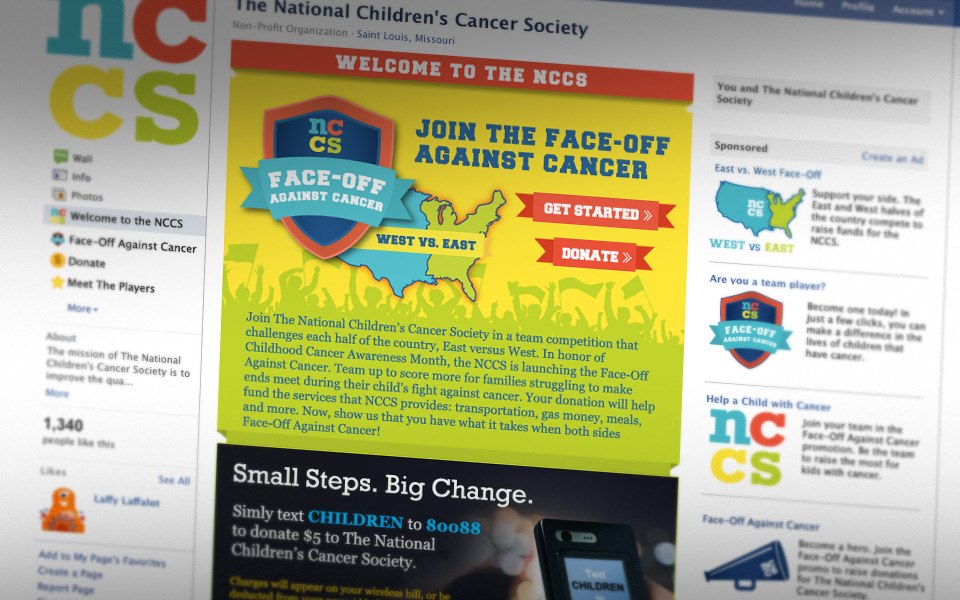 The National Children's Cancer Society
Home Profile Account
Non-Profit Organization · Saint Louis, Missouri
nc
cs
Wall
Info
Photos
Welcome to the NCCS
Face-Off Against Cancer
Donate
Meet The Players
More
About
The mission of The National
Children's Cancer Society is to
improve the qua...
More
1,340
people like this
Likes
See All
Laffy Laffalot
Add to My Page's Favorites
Create a Page
Report Page
WELCOME TO THE NCCS
nc
cs
FACE-OFF
AGAINST CANCER
JOIN THE FACE-OFF
AGAINST CANCER
WEST VS. EAST
GET STARTED »
DONATE »
Join The National Children's Cancer Society in a team competition that
challenges each half of the country, East versus West. In honor of
Childhood Cancer Awareness Month, the NCCS is launching the Face-Off
Against Cancer. Team up to score more for families struggling to make
ends meet during their child's fight against cancer. Your donation will help
fund the services that NCCS provides: transportation, gas money, meals,
and more. Now, show us that you have what it takes when both sides
Face-Off Against Cancer!
Small Steps. Big Change.
Simly text CHILDREN to 80088
to donate $5 to The National
Children's Cancer Society.
Charges will appear on your wireless bill, or be
deducted from your
Text
CHILDREN
to
You and The National Children's Cancer
Society
Sponsored
Create an Ad
East vs. West Face-Off
nc
cs
WEST vs EAST
Support your side. The
East and West halves of
the country compete to
raise funds for the
NCCS.
Are you a team player?
nc
cs
FACE-OFF
AGAINST CANCER
Become one today! In
just a few clicks, you can
make a difference in the
lives of children that
have cancer.
Help a Child with Cancer
nc
cs
Join your team in the
Face-Off Against Cancer
promotion. Be the team
to raise the most for
kids with cancer.
Face-Off Against Cancer
Become a hero. Join the
Face-Off Against Cancer
promo to raise donations
for The National Children's
Cancer Society.